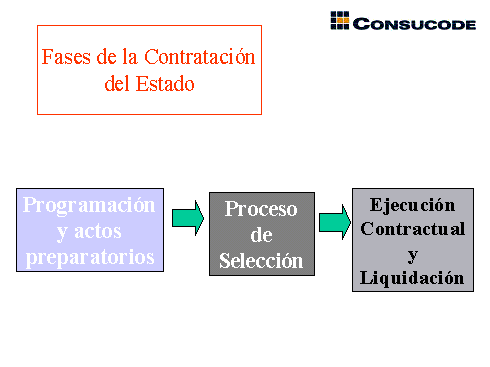 CONSUCODE
Fases de la Contratación
del Estado
Programación
y actos
preparatorios
Proceso
de
Selección
Ejecución
Contractual
y
Liquidación